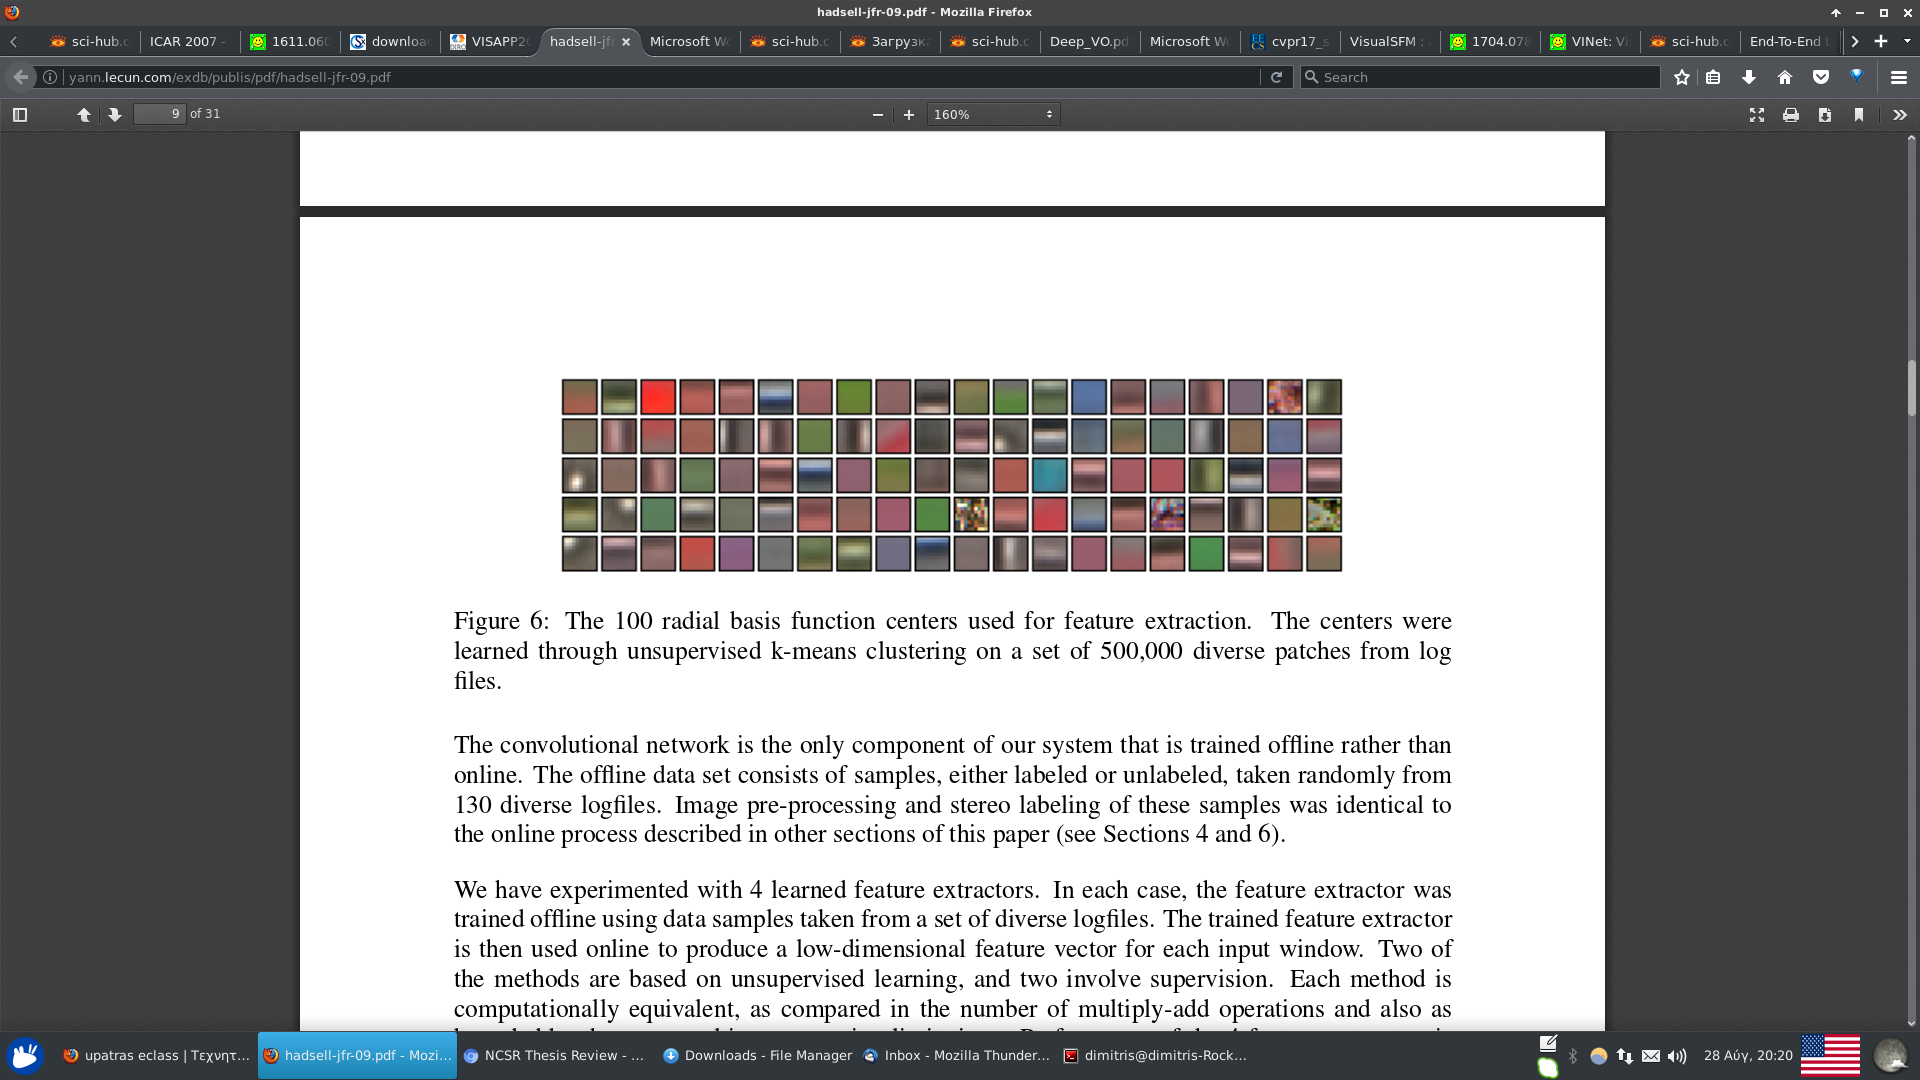 hadsell-jfr-09.pdf - Mozilla Firefox
sci-hub.c
ICAR 2007 -
1611.060
downloa
VISAPP20
hadsell-jf
Microsoft W
sci-hub.c
Загрузк
sci-hub.c
Deep_VO.pd
Microsoft W
cvpr17_s
VisualSFM :
1704.078
VINet: Vi
sci-hub.c
End-To-End L
yann.lecun.com/exdb/publis/pdf/hadsell-jfr-09.pdf
Search
9 of 31
160%
Figure 6: The 100 radial basis function centers used for feature extraction. The centers were
learned through unsupervised k-means clustering on a set of 500,000 diverse patches from log
files.
The convolutional network is the only component of our system that is trained offline rather than
online. The offline data set consists of samples, either labeled or unlabeled, taken randomly from
130 diverse logfiles. Image pre-processing and stereo labeling of these samples was identical to
the online process described in other sections of this paper (see Sections 4 and 6).
We have experimented with 4 learned feature extractors. In each case, the feature extractor was
trained offline using data samples taken from a set of diverse logfiles. The trained feature extractor
is then used online to produce a low-dimensional feature vector for each input window. Two of
the methods are based on unsupervised learning, and two involve supervision. Each method is
computationally equivalent, as compared in the number of multiply-add operations and also as
upatras eclass | Τεχνητ...
hadsell-jfr-09.pdf - Mozi...
NCSR Thesis Review - ...
Downloads - File Manager
Inbox - Mozilla Thunder...
dimitris@dimitris-Rock...
28 Αύγ, 20:20